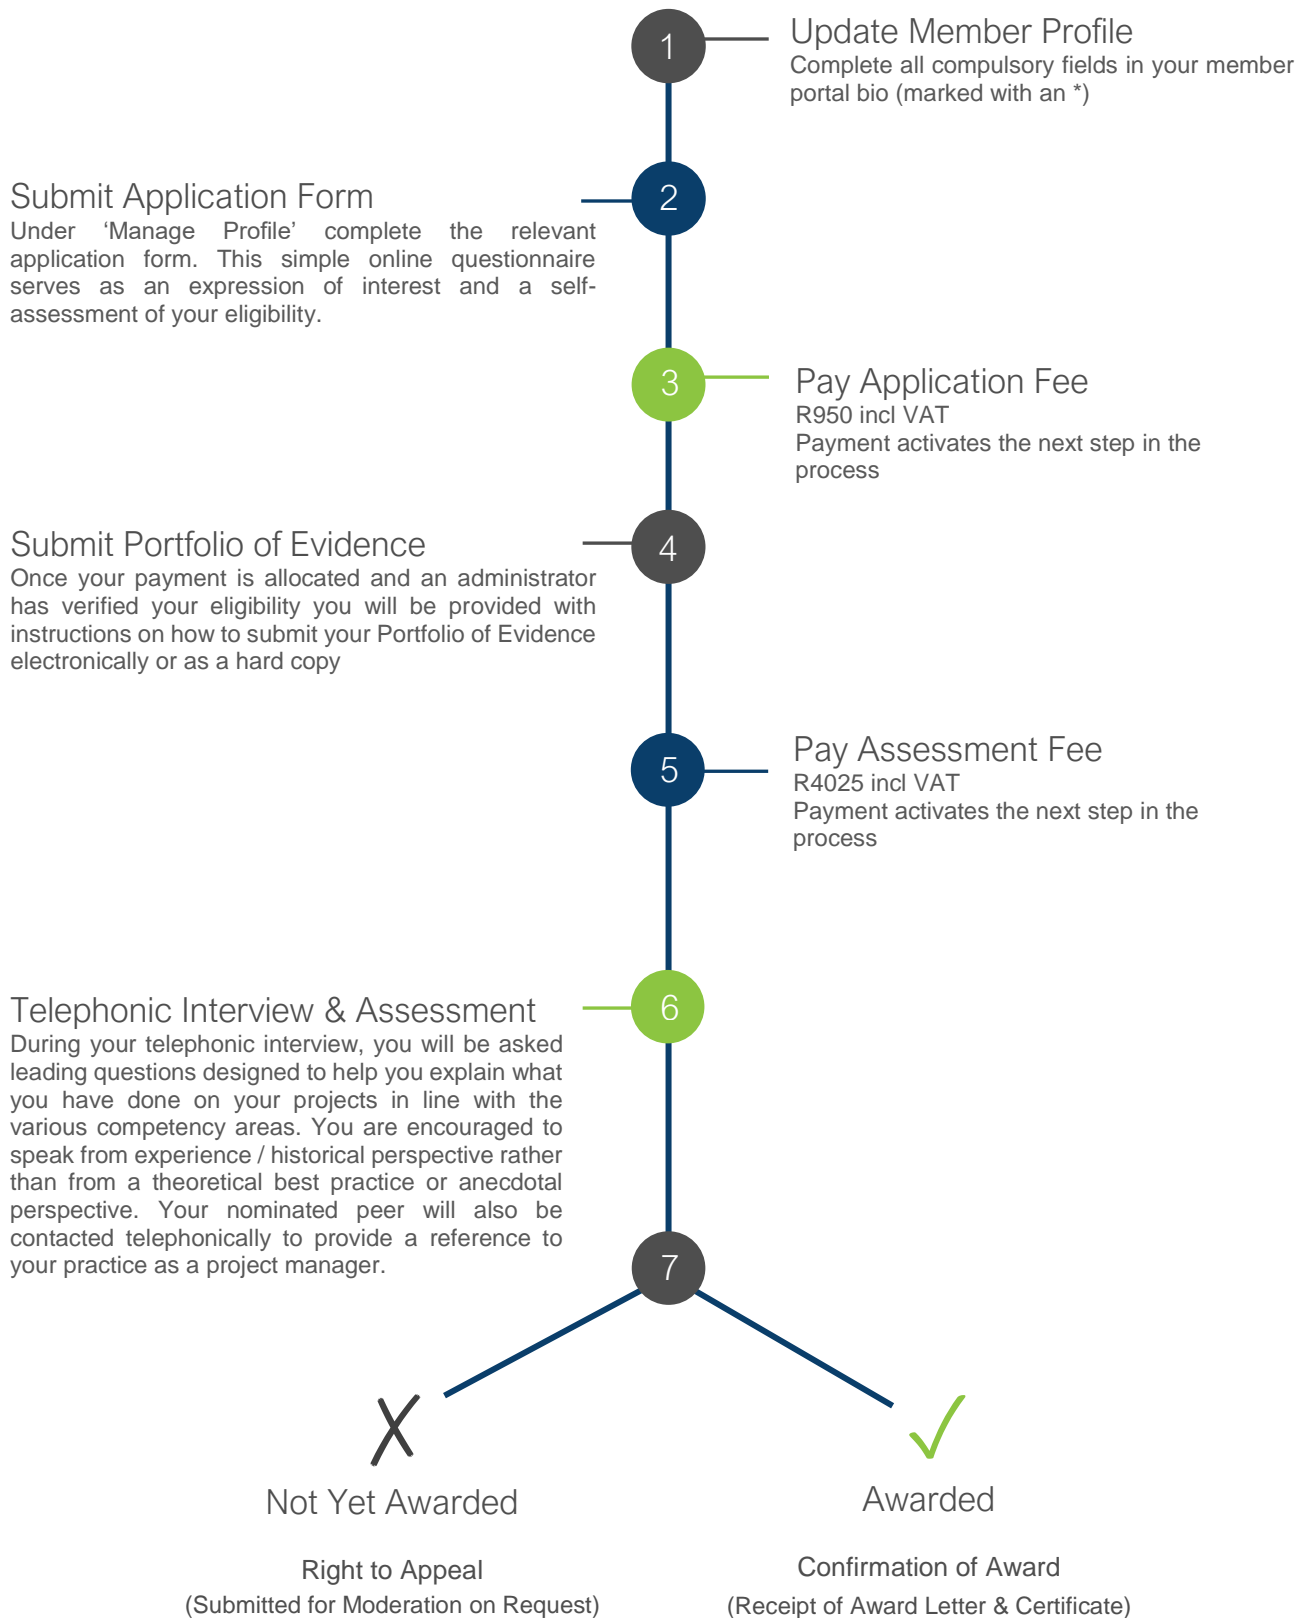 1
Update Member Profile
Complete all compulsory fields in your member
portal bio (marked with an *)
2
Submit Application Form
Under ‘Manage Profile’ complete the relevant
application form. This simple online questionnaire
serves as an expression of interest and a self-
assessment of your eligibility.
3
Pay Application Fee
R950 incl VAT
Payment activates the next step in the
process
4
Submit Portfolio of Evidence
Once your payment is allocated and an administrator
has verified your eligibility you will be provided with
instructions on how to submit your Portfolio of Evidence
electronically or as a hard copy
5
Pay Assessment Fee
R4025 incl VAT
Payment activates the next step in the
process
6
Telephonic Interview & Assessment
During your telephonic interview, you will be asked
leading questions designed to help you explain what
you have done on your projects in line with the
various competency areas. You are encouraged to
speak from experience / historical perspective rather
than from a theoretical best practice or anecdotal
perspective. Your nominated peer will also be
contacted telephonically to provide a reference to
your practice as a project manager.
7
Not Yet Awarded
Right to Appeal
(Submitted for Moderation on Request)
Awarded
Confirmation of Award
(Receipt of Award Letter & Certificate)